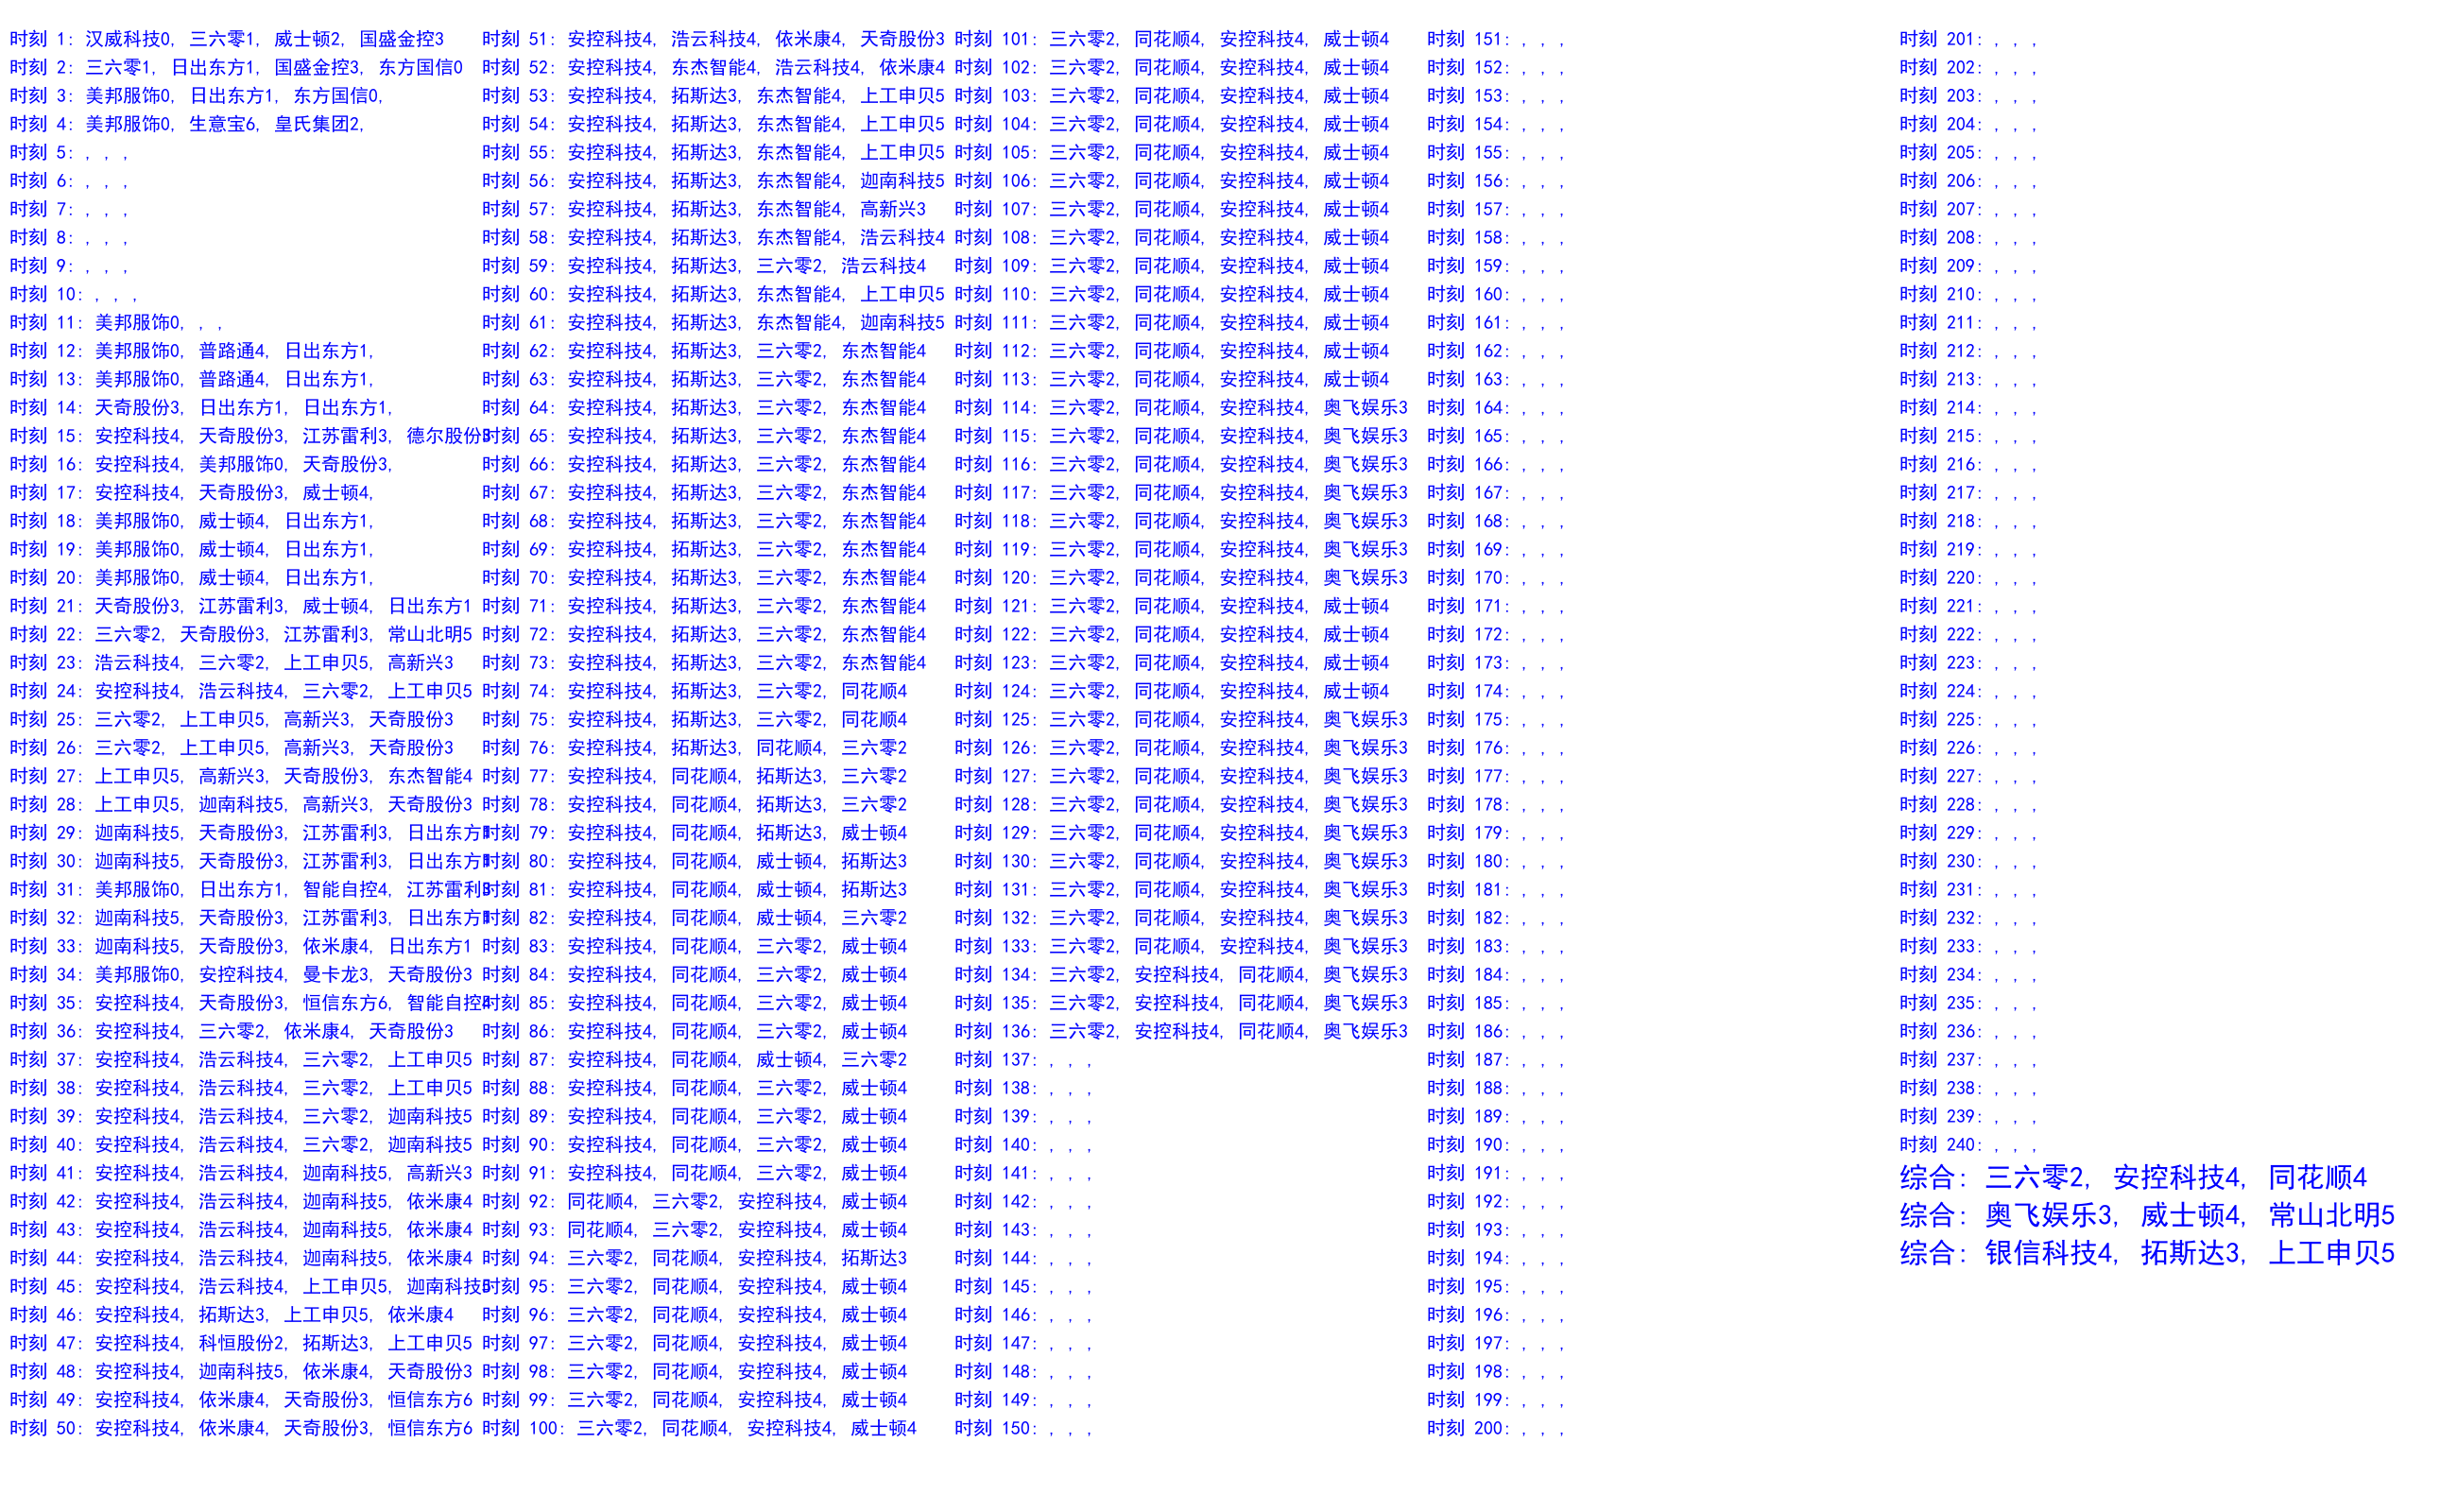 时刻 1: 汉威科技0, 三六零1, 威士顿2, 国盛金控3
时刻 2: 三六零1, 日出东方1, 国盛金控3, 东方国信0
时刻 3: 美邦服饰0, 日出东方1, 东方国信0,
时刻 4: 美邦服饰0, 生意宝6, 皇氏集团2,
时刻 5: , , ,
时刻 6: , , ,
时刻 7: , , ,
时刻 8: , , ,
时刻 9: , , ,
时刻 10: , , ,
时刻 11: 美邦服饰0, , ,
时刻 12: 美邦服饰0, 普路通4, 日出东方1,
时刻 13: 美邦服饰0, 普路通4, 日出东方1,
时刻 14: 天奇股份3, 日出东方1, 日出东方1,
时刻 15: 安控科技4, 天奇股份3, 江苏雷利3, 德尔股份3
时刻 16: 安控科技4, 美邦服饰0, 天奇股份3,
时刻 17: 安控科技4, 天奇股份3, 威士顿4,
时刻 18: 美邦服饰0, 威士顿4, 日出东方1,
时刻 19: 美邦服饰0, 威士顿4, 日出东方1,
时刻 20: 美邦服饰0, 威士顿4, 日出东方1,
时刻 21: 天奇股份3, 江苏雷利3, 威士顿4, 日出东方1
时刻 22: 三六零2, 天奇股份3, 江苏雷利3, 常山北明5
时刻 23: 浩云科技4, 三六零2, 上工申贝5, 高新兴3
时刻 24: 安控科技4, 浩云科技4, 三六零2, 上工申贝5
时刻 25: 三六零2, 上工申贝5, 高新兴3, 天奇股份3
时刻 26: 三六零2, 上工申贝5, 高新兴3, 天奇股份3
时刻 27: 上工申贝5, 高新兴3, 天奇股份3, 东杰智能4
时刻 28: 上工申贝5, 迦南科技5, 高新兴3, 天奇股份3
时刻 29: 迦南科技5, 天奇股份3, 江苏雷利3, 日出东方1
时刻 30: 迦南科技5, 天奇股份3, 江苏雷利3, 日出东方1
时刻 31: 美邦服饰0, 日出东方1, 智能自控4, 江苏雷利3
时刻 32: 迦南科技5, 天奇股份3, 江苏雷利3, 日出东方1
时刻 33: 迦南科技5, 天奇股份3, 依米康4, 日出东方1
时刻 34: 美邦服饰0, 安控科技4, 曼卡龙3, 天奇股份3
时刻 35: 安控科技4, 天奇股份3, 恒信东方6, 智能自控4
时刻 36: 安控科技4, 三六零2, 依米康4, 天奇股份3
时刻 37: 安控科技4, 浩云科技4, 三六零2, 上工申贝5
时刻 38: 安控科技4, 浩云科技4, 三六零2, 上工申贝5
时刻 39: 安控科技4, 浩云科技4, 三六零2, 迦南科技5
时刻 40: 安控科技4, 浩云科技4, 三六零2, 迦南科技5
时刻 41: 安控科技4, 浩云科技4, 迦南科技5, 高新兴3
时刻 42: 安控科技4, 浩云科技4, 迦南科技5, 依米康4
时刻 43: 安控科技4, 浩云科技4, 迦南科技5, 依米康4
时刻 44: 安控科技4, 浩云科技4, 迦南科技5, 依米康4
时刻 45: 安控科技4, 浩云科技4, 上工申贝5, 迦南科技5
时刻 46: 安控科技4, 拓斯达3, 上工申贝5, 依米康4
时刻 47: 安控科技4, 科恒股份2, 拓斯达3, 上工申贝5
时刻 48: 安控科技4, 迦南科技5, 依米康4, 天奇股份3
时刻 49: 安控科技4, 依米康4, 天奇股份3, 恒信东方6
时刻 50: 安控科技4, 依米康4, 天奇股份3, 恒信东方6
时刻 51: 安控科技4, 浩云科技4, 依米康4, 天奇股份3
时刻 52: 安控科技4, 东杰智能4, 浩云科技4, 依米康4
时刻 53: 安控科技4, 拓斯达3, 东杰智能4, 上工申贝5
时刻 54: 安控科技4, 拓斯达3, 东杰智能4, 上工申贝5
时刻 55: 安控科技4, 拓斯达3, 东杰智能4, 上工申贝5
时刻 56: 安控科技4, 拓斯达3, 东杰智能4, 迦南科技5
时刻 57: 安控科技4, 拓斯达3, 东杰智能4, 高新兴3
时刻 58: 安控科技4, 拓斯达3, 东杰智能4, 浩云科技4
时刻 59: 安控科技4, 拓斯达3, 三六零2, 浩云科技4
时刻 60: 安控科技4, 拓斯达3, 东杰智能4, 上工申贝5
时刻 61: 安控科技4, 拓斯达3, 东杰智能4, 迦南科技5
时刻 62: 安控科技4, 拓斯达3, 三六零2, 东杰智能4
时刻 63: 安控科技4, 拓斯达3, 三六零2, 东杰智能4
时刻 64: 安控科技4, 拓斯达3, 三六零2, 东杰智能4
时刻 65: 安控科技4, 拓斯达3, 三六零2, 东杰智能4
时刻 66: 安控科技4, 拓斯达3, 三六零2, 东杰智能4
时刻 67: 安控科技4, 拓斯达3, 三六零2, 东杰智能4
时刻 68: 安控科技4, 拓斯达3, 三六零2, 东杰智能4
时刻 69: 安控科技4, 拓斯达3, 三六零2, 东杰智能4
时刻 70: 安控科技4, 拓斯达3, 三六零2, 东杰智能4
时刻 71: 安控科技4, 拓斯达3, 三六零2, 东杰智能4
时刻 72: 安控科技4, 拓斯达3, 三六零2, 东杰智能4
时刻 73: 安控科技4, 拓斯达3, 三六零2, 东杰智能4
时刻 74: 安控科技4, 拓斯达3, 三六零2, 同花顺4
时刻 75: 安控科技4, 拓斯达3, 三六零2, 同花顺4
时刻 76: 安控科技4, 拓斯达3, 同花顺4, 三六零2
时刻 77: 安控科技4, 同花顺4, 拓斯达3, 三六零2
时刻 78: 安控科技4, 同花顺4, 拓斯达3, 三六零2
时刻 79: 安控科技4, 同花顺4, 拓斯达3, 威士顿4
时刻 80: 安控科技4, 同花顺4, 威士顿4, 拓斯达3
时刻 81: 安控科技4, 同花顺4, 威士顿4, 拓斯达3
时刻 82: 安控科技4, 同花顺4, 威士顿4, 三六零2
时刻 83: 安控科技4, 同花顺4, 三六零2, 威士顿4
时刻 84: 安控科技4, 同花顺4, 三六零2, 威士顿4
时刻 85: 安控科技4, 同花顺4, 三六零2, 威士顿4
时刻 86: 安控科技4, 同花顺4, 三六零2, 威士顿4
时刻 87: 安控科技4, 同花顺4, 威士顿4, 三六零2
时刻 88: 安控科技4, 同花顺4, 三六零2, 威士顿4
时刻 89: 安控科技4, 同花顺4, 三六零2, 威士顿4
时刻 90: 安控科技4, 同花顺4, 三六零2, 威士顿4
时刻 91: 安控科技4, 同花顺4, 三六零2, 威士顿4
时刻 92: 同花顺4, 三六零2, 安控科技4, 威士顿4
时刻 93: 同花顺4, 三六零2, 安控科技4, 威士顿4
时刻 94: 三六零2, 同花顺4, 安控科技4, 拓斯达3
时刻 95: 三六零2, 同花顺4, 安控科技4, 威士顿4
时刻 96: 三六零2, 同花顺4, 安控科技4, 威士顿4
时刻 97: 三六零2, 同花顺4, 安控科技4, 威士顿4
时刻 98: 三六零2, 同花顺4, 安控科技4, 威士顿4
时刻 99: 三六零2, 同花顺4, 安控科技4, 威士顿4
时刻 100: 三六零2, 同花顺4, 安控科技4, 威士顿4
时刻 101: 三六零2, 同花顺4, 安控科技4, 威士顿4
时刻 102: 三六零2, 同花顺4, 安控科技4, 威士顿4
时刻 103: 三六零2, 同花顺4, 安控科技4, 威士顿4
时刻 104: 三六零2, 同花顺4, 安控科技4, 威士顿4
时刻 105: 三六零2, 同花顺4, 安控科技4, 威士顿4
时刻 106: 三六零2, 同花顺4, 安控科技4, 威士顿4
时刻 107: 三六零2, 同花顺4, 安控科技4, 威士顿4
时刻 108: 三六零2, 同花顺4, 安控科技4, 威士顿4
时刻 109: 三六零2, 同花顺4, 安控科技4, 威士顿4
时刻 110: 三六零2, 同花顺4, 安控科技4, 威士顿4
时刻 111: 三六零2, 同花顺4, 安控科技4, 威士顿4
时刻 112: 三六零2, 同花顺4, 安控科技4, 威士顿4
时刻 113: 三六零2, 同花顺4, 安控科技4, 威士顿4
时刻 114: 三六零2, 同花顺4, 安控科技4, 奥飞娱乐3
时刻 115: 三六零2, 同花顺4, 安控科技4, 奥飞娱乐3
时刻 116: 三六零2, 同花顺4, 安控科技4, 奥飞娱乐3
时刻 117: 三六零2, 同花顺4, 安控科技4, 奥飞娱乐3
时刻 118: 三六零2, 同花顺4, 安控科技4, 奥飞娱乐3
时刻 119: 三六零2, 同花顺4, 安控科技4, 奥飞娱乐3
时刻 120: 三六零2, 同花顺4, 安控科技4, 奥飞娱乐3
时刻 121: 三六零2, 同花顺4, 安控科技4, 威士顿4
时刻 122: 三六零2, 同花顺4, 安控科技4, 威士顿4
时刻 123: 三六零2, 同花顺4, 安控科技4, 威士顿4
时刻 124: 三六零2, 同花顺4, 安控科技4, 威士顿4
时刻 125: 三六零2, 同花顺4, 安控科技4, 奥飞娱乐3
时刻 126: 三六零2, 同花顺4, 安控科技4, 奥飞娱乐3
时刻 127: 三六零2, 同花顺4, 安控科技4, 奥飞娱乐3
时刻 128: 三六零2, 同花顺4, 安控科技4, 奥飞娱乐3
时刻 129: 三六零2, 同花顺4, 安控科技4, 奥飞娱乐3
时刻 130: 三六零2, 同花顺4, 安控科技4, 奥飞娱乐3
时刻 131: 三六零2, 同花顺4, 安控科技4, 奥飞娱乐3
时刻 132: 三六零2, 同花顺4, 安控科技4, 奥飞娱乐3
时刻 133: 三六零2, 同花顺4, 安控科技4, 奥飞娱乐3
时刻 134: 三六零2, 安控科技4, 同花顺4, 奥飞娱乐3
时刻 135: 三六零2, 安控科技4, 同花顺4, 奥飞娱乐3
时刻 136: 三六零2, 安控科技4, 同花顺4, 奥飞娱乐3
时刻 137: , , ,
时刻 138: , , ,
时刻 139: , , ,
时刻 140: , , ,
时刻 141: , , ,
时刻 142: , , ,
时刻 143: , , ,
时刻 144: , , ,
时刻 145: , , ,
时刻 146: , , ,
时刻 147: , , ,
时刻 148: , , ,
时刻 149: , , ,
时刻 150: , , ,
时刻 151: , , ,
时刻 152: , , ,
时刻 153: , , ,
时刻 154: , , ,
时刻 155: , , ,
时刻 156: , , ,
时刻 157: , , ,
时刻 158: , , ,
时刻 159: , , ,
时刻 160: , , ,
时刻 161: , , ,
时刻 162: , , ,
时刻 163: , , ,
时刻 164: , , ,
时刻 165: , , ,
时刻 166: , , ,
时刻 167: , , ,
时刻 168: , , ,
时刻 169: , , ,
时刻 170: , , ,
时刻 171: , , ,
时刻 172: , , ,
时刻 173: , , ,
时刻 174: , , ,
时刻 175: , , ,
时刻 176: , , ,
时刻 177: , , ,
时刻 178: , , ,
时刻 179: , , ,
时刻 180: , , ,
时刻 181: , , ,
时刻 182: , , ,
时刻 183: , , ,
时刻 184: , , ,
时刻 185: , , ,
时刻 186: , , ,
时刻 187: , , ,
时刻 188: , , ,
时刻 189: , , ,
时刻 190: , , ,
时刻 191: , , ,
时刻 192: , , ,
时刻 193: , , ,
时刻 194: , , ,
时刻 195: , , ,
时刻 196: , , ,
时刻 197: , , ,
时刻 198: , , ,
时刻 199: , , ,
时刻 200: , , ,
时刻 201: , , ,
时刻 202: , , ,
时刻 203: , , ,
时刻 204: , , ,
时刻 205: , , ,
时刻 206: , , ,
时刻 207: , , ,
时刻 208: , , ,
时刻 209: , , ,
时刻 210: , , ,
时刻 211: , , ,
时刻 212: , , ,
时刻 213: , , ,
时刻 214: , , ,
时刻 215: , , ,
时刻 216: , , ,
时刻 217: , , ,
时刻 218: , , ,
时刻 219: , , ,
时刻 220: , , ,
时刻 221: , , ,
时刻 222: , , ,
时刻 223: , , ,
时刻 224: , , ,
时刻 225: , , ,
时刻 226: , , ,
时刻 227: , , ,
时刻 228: , , ,
时刻 229: , , ,
时刻 230: , , ,
时刻 231: , , ,
时刻 232: , , ,
时刻 233: , , ,
时刻 234: , , ,
时刻 235: , , ,
时刻 236: , , ,
时刻 237: , , ,
时刻 238: , , ,
时刻 239: , , ,
时刻 240: , , ,
综合: 三六零2, 安控科技4, 同花顺4
综合: 奥飞娱乐3, 威士顿4, 常山北明5
综合: 银信科技4, 拓斯达3, 上工申贝5